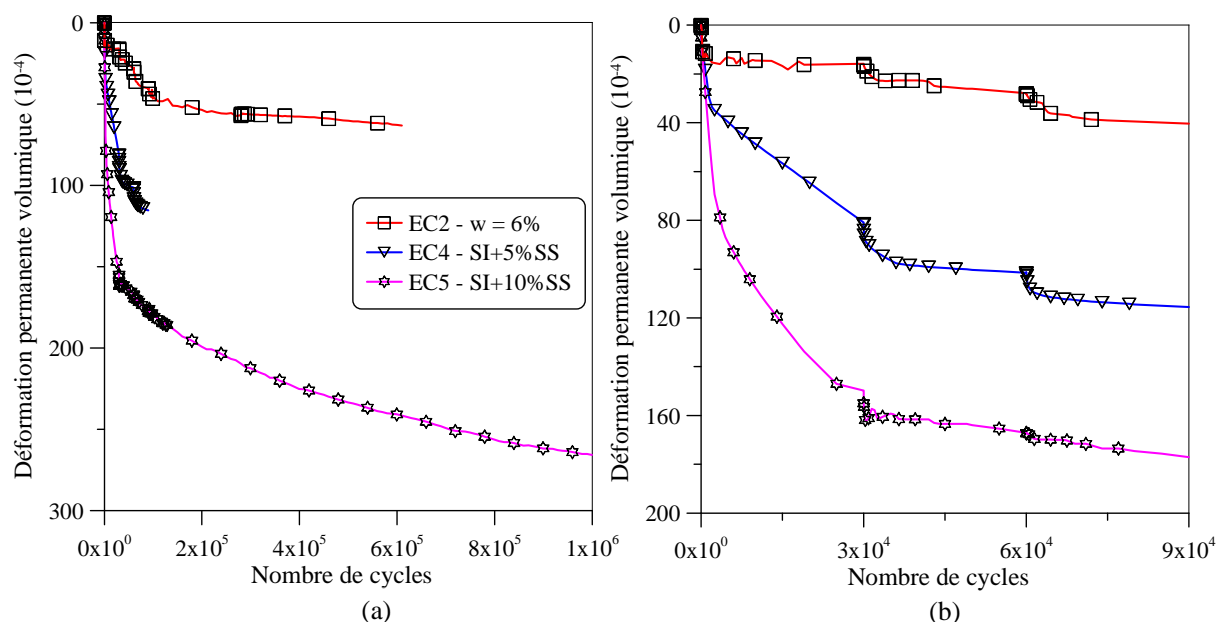 Déformation permanente volumique (10-4)
0
100
200
300
0x10⁰
2x10⁵
4x10⁵
6x10⁵
8x10⁵
1x10⁶
Nombre de cycles
(a)
EC2 - w = 6%
EC4 - SI+5%SS
EC5 - SI+10%SS
Déformation permanente volumique (10-4)
0
40
80
120
160
200
0x10⁰
3x10⁴
6x10⁴
9x10⁴
Nombre de cycles
(b)